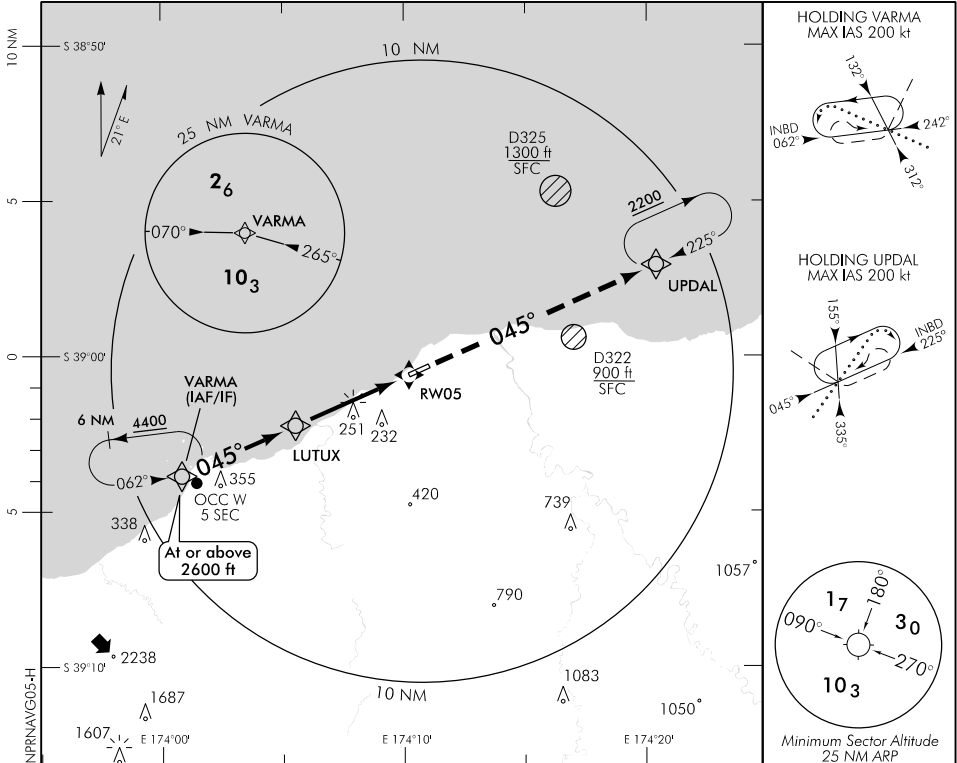 10 NM
S 38°50'
10 NM
21° E
25 NM VARMA
2₆
VARMA
070°
265°
10₃
D325
1300 ft
SFC
5
2200
225°
UPDAL
045°
0
S 39°00'
D322
900 ft
SFC
RW05
VARMA
(IAF/IF)
6 NM
4400
251
232
LUTUX
045°
062°
355
OCC W
5 SEC
420
338
739
5
At or above
2600 ft
1057
790
2238
S 39°10'
10 NM
1083
1687
1050
1607
E 174°00'
E 174°10'
E 174°20'
NPRNAVG05-H
HOLDING VARMA
MAX IAS 200 kt
132°
INBD
062°
242°
312°
HOLDING UPDAL
MAX IAS 200 kt
155°
INBD
225°
045°
335°
1₇
180°
090°
3₀
270°
10₃
Minimum Sector Altitude
25 NM ARP